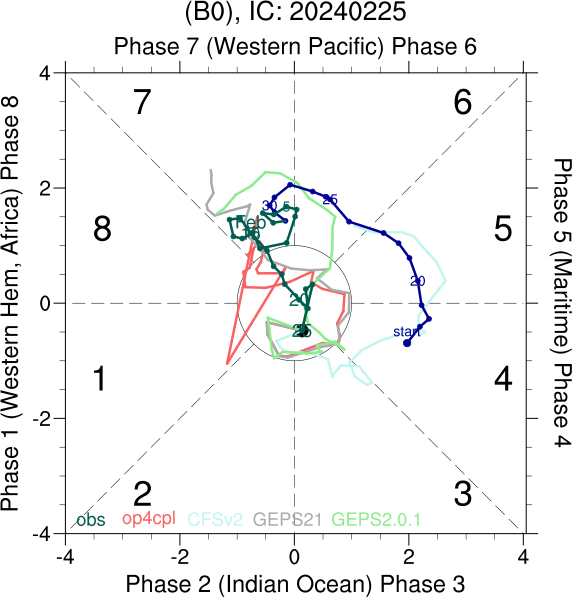 (B0), IC: 20240225
Phase 7 (Western Pacific) Phase 6
4
7
6
Phase 1 (Western Hem, Africa) Phase 8
Phase 5 (Maritime) Phase 4
2
30
5
25
Feb
8
5
20
0
20
start
25
1
4
-2
2
3
obs
op4cpl
CFSv2
GEPS21
GEPS2.0.1
-4
-4
-2
0
2
4
Phase 2 (Indian Ocean) Phase 3